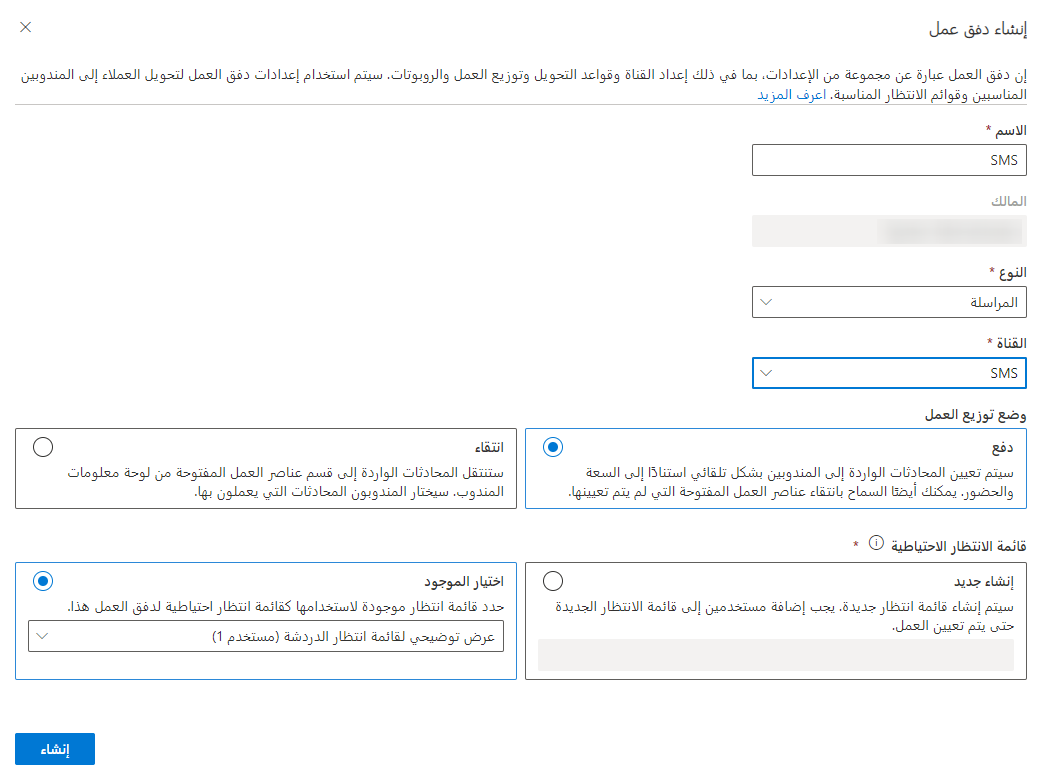 إنشاء دفق عمل
إن دفق العمل عبارة عن مجموعة من الإعدادات، بما في ذلك إعداد القناة وقواعد التحويل وتوزيع العمل والروبوتات. سيتم استخدام إعدادات دفق العمل لتحويل العملاء إلى المندوبين
المناسبين وقوائم الانتظار المناسبة. اعرف المزيد
الاسم *
SMS
المالك
النوع *
المراسلة
القناة *
SMS
وضع توزيع العمل
دفع
سيتم تعيين المحادثات الواردة إلى المندوبين بشكل تلقائي استنادًا إلى السعة
والحضور. يمكنك أيضًا السماح بانتقاء عناصر العمل المفتوحة التي لم يتم تعيينها.
انتقاء
ستنتقل المحادثات الواردة إلى قسم عناصر العمل المفتوحة من لوحة معلومات
المندوب. سيختار المندوبون المحادثات التي يعملون بها.
قائمة الانتظار الاحتياطية *
إنشاء جديد
سيتم إنشاء قائمة انتظار جديدة. يجب إضافة مستخدمين إلى قائمة الانتظار الجديدة
حتى يتم تعيين العمل.
اختيار الموجود
حدد قائمة انتظار موجودة لاستخدامها كقائمة انتظار احتياطية لدفق العمل هذا.
عرض توضيحي لقائمة انتظار الدردشة (مستخدم 1)
إنشاء